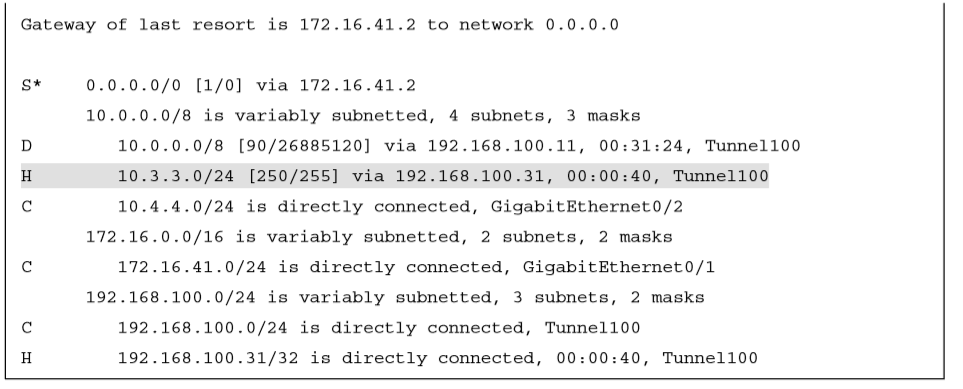 Gateway of last resort is 172.16.41.2 to network 0.0.0.0
S* 0.0.0.0/0 [1/0] via 172.16.41.2
10.0.0.0/8 is variably subnetted, 4 subnets, 3 masks
D 10.0.0.0/8 [90/26885120] via 192.168.100.11, 00:31:24, Tunnel100
H 10.3.3.0/24 [250/255] via 192.168.100.31, 00:00:40, Tunnel100
C 10.4.4.0/24 is directly connected, GigabitEthernet0/2
172.16.0.0/16 is variably subnetted, 2 subnets, 2 masks
C 172.16.41.0/24 is directly connected, GigabitEthernet0/1
192.168.100.0/24 is variably subnetted, 3 subnets, 2 masks
C 192.168.100.0/24 is directly connected, Tunnel100
H 192.168.100.31/32 is directly connected, 00:00:40, Tunnel100